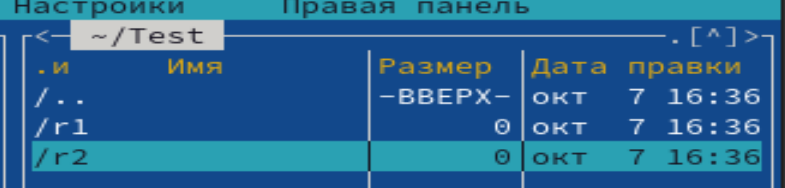 Настройки Правая панель
<— ~/Test .[^]>
.и Имя Размер Дата правки
/.. —ВВЕРХ— окт 7 16:36
/r1 0 окт 7 16:36
/r2 0 окт 7 16:36